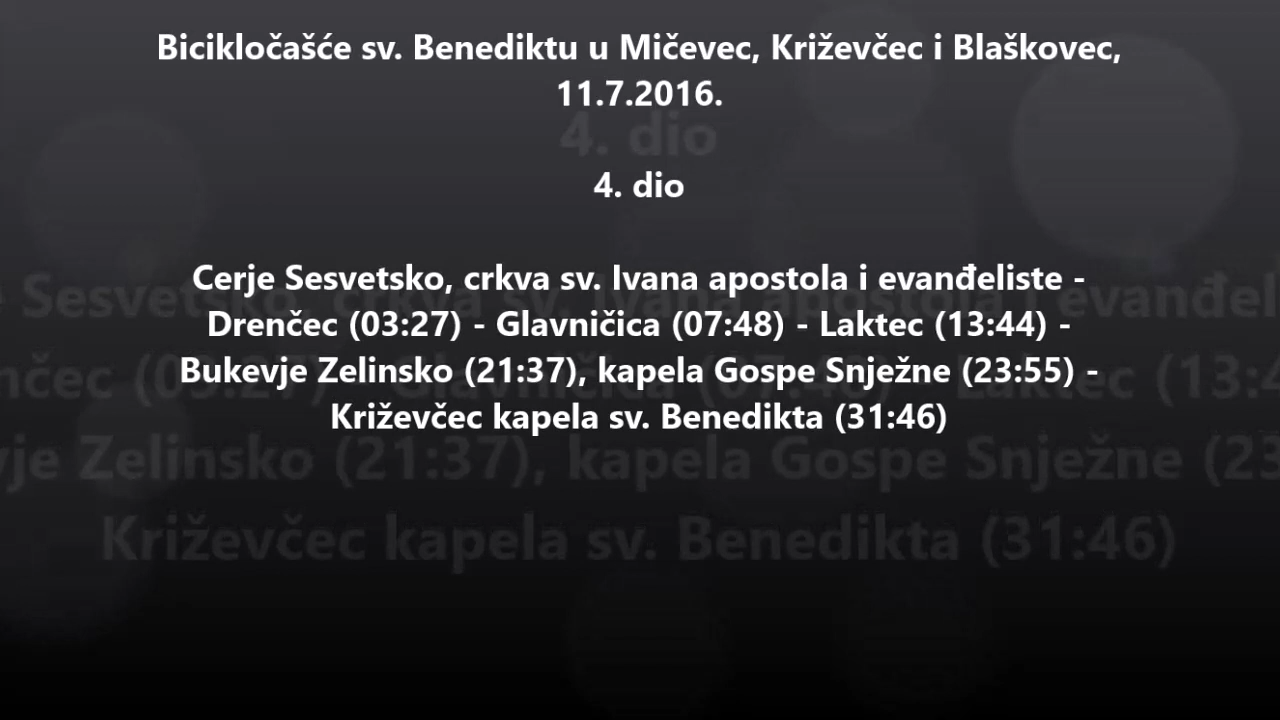 Bicikločašće sv. Benediktu u Mičevec, Križevčec i Blaškovec,
11.7.2016.
4. dio
Cerje Sesvetsko, crkva sv. Ivana apostola i evanđeliste -
Drenčec (03:27) - Glavničica (07:48) - Laktec (13:44) -
Bukevje Zelinsko (21:37), kapela Gospe Snježne (23:55) -
Križevčec kapela sv. Benedikta (31:46)